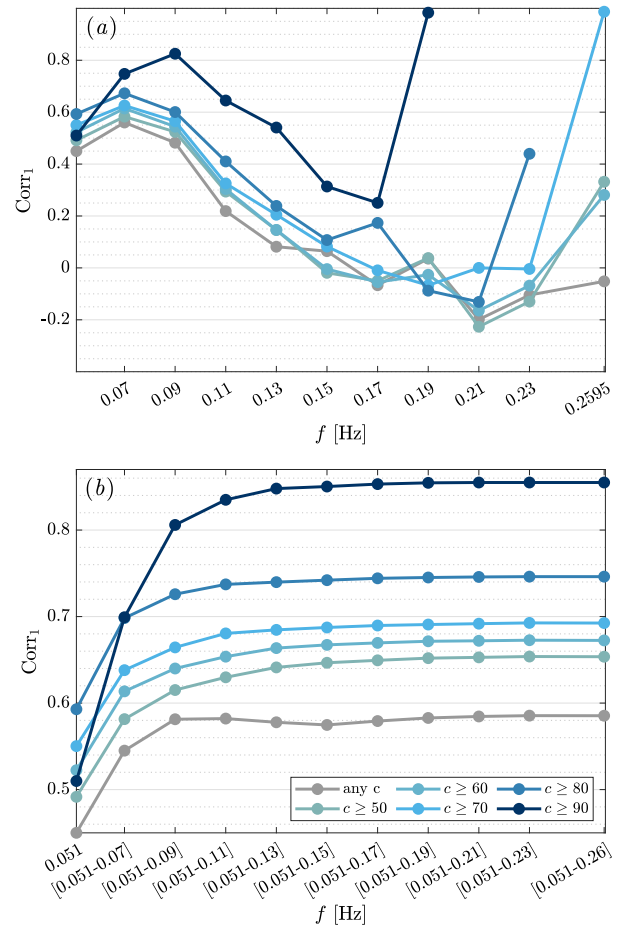 (a)
0.8
0.6
0.4
0.2
0
-0.2
Corr₁
0.07 0.09 0.11 0.13 0.15 0.17 0.19 0.21 0.23 0.2595
f [Hz]
(b)
0.8
0.7
0.6
0.5
Corr₁
any c c ≥ 60 c ≥ 80
c ≥ 50 c ≥ 70 c ≥ 90
0.051 [0.051-0.07] [0.051-0.09] [0.051-0.11] [0.051-0.13] [0.051-0.15] [0.051-0.17] [0.051-0.19] [0.051-0.21] [0.051-0.23] [0.051-0.26]
f [Hz]